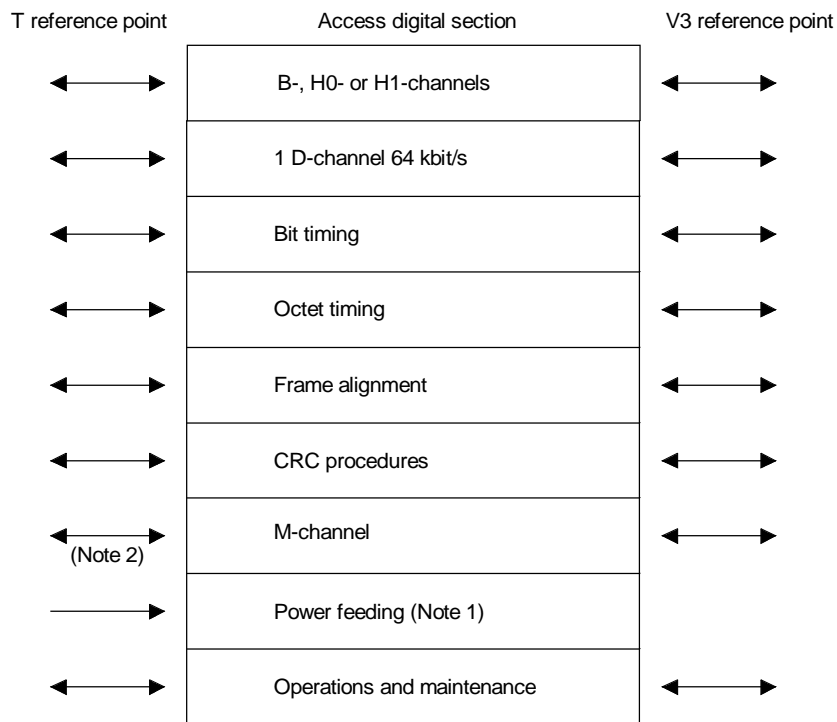 T reference point Access digital section V3 reference point
B-, H0- or H1-channels
1 D-channel 64 kbit/s
Bit timing
Octet timing
Frame alignment
CRC procedures
M-channel
(Note 2)
Power feeding (Note 1)
Operations and maintenance